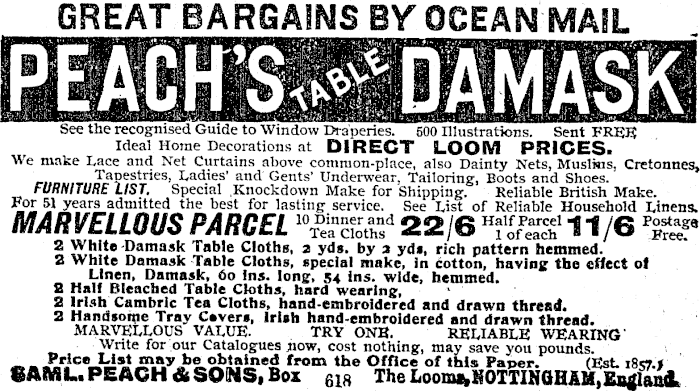 GREAT BARGAINS BY OCEAN MAIL
PEACH'S TABLE DAMASK
See the recognised Guide to Window Draperies. 500 Illustrations. Sent FREE
Ideal Home Decorations at DIRECT LOOM PRICES.
We make Lace and Net Curtains above common-place, also Dainty Nets, Muslins, Cretonnes,
Tapestries, Ladies' and Gents' Underwear, Tailoring, Boots and Shoes.
FURNITURE LIST. Special Knockdown Make for Shipping. Reliable British Make.
For 51 years admitted the best for lasting service. See List of Reliable Household Linens.
MARVELLOUS PARCEL 10 Dinner and Tea Cloths 22/6 Half Parcel 1 of each 11/6 Postage Free.
2 White Damask Table Cloths, 2 yds. by 2 yds, rich pattern hemmed.
2 White Damask Table Cloths, special make, in cotton, having the effect of
Linen, Damask, 60 ins. long, 54 ins. wide, hemmed.
2 Half Bleached Table Cloths, hard wearing,
2 Irish Cambric Tea Cloths, hand-embroidered and drawn thread.
2 Handsome Tray Covers, Irish hand-embroidered and drawn thread.
MARVELLOUS VALUE. TRY ONE. RELIABLE WEARING
Write for our Catalogues now, cost nothing, may save you pounds.
Price List may be obtained from the Office of this Paper. (Est. 1857.)
SAML. PEACH & SONS, Box 618 The Looms, NOTTINGHAM, England.